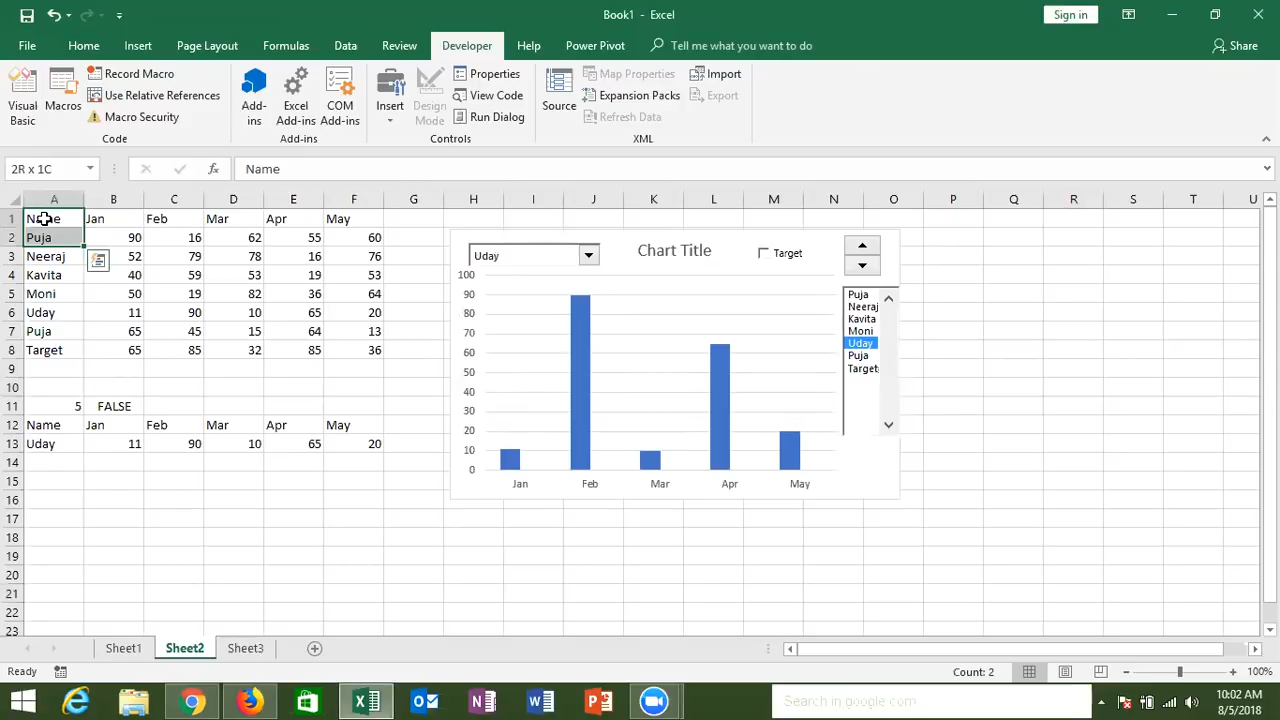 Book1 - Excel
Sign in
File Home Insert Page Layout Formulas Data Review Developer Help Power Pivot Tell me what you want to do Share
Visual Basic
Macros
Record Macro
Use Relative References
Macro Security
Code
Add-ins
Excel Add-ins
COM Add-ins
Add-ins
Insert
Design Mode
Properties
View Code
Run Dialog
Controls
Source
Map Properties
Expansion Packs
Refresh Data
Import
Export
XML
2R x 1C fx Name
A B C D E F G H I J K L M N O P Q R S T U
1 Name Jan Feb Mar Apr May
2 Puja 90 16 62 55 60
3 Neeraj 52 79 78 16 76
4 Kavita 40 59 53 19 53
5 Moni 50 19 82 36 64
6 Uday 11 90 10 65 20
7 Puja 65 45 15 64 13
8 Target 65 85 32 85 36
9
10
11 5 FALSE
12 Name Jan Feb Mar Apr May
13 Uday 11 90 10 65 20
14
15
16
17
18
19
20
21
22
23
Uday
Chart Title
Target
100
90
80
70
60
50
40
30
20
10
0
Jan Feb Mar Apr May
Puja
Neeraj
Kavita
Moni
Uday
Puja
Target
Sheet1 Sheet2 Sheet3
Ready Count: 2 100%
Search in google.com
10:02 AM
8/5/2018